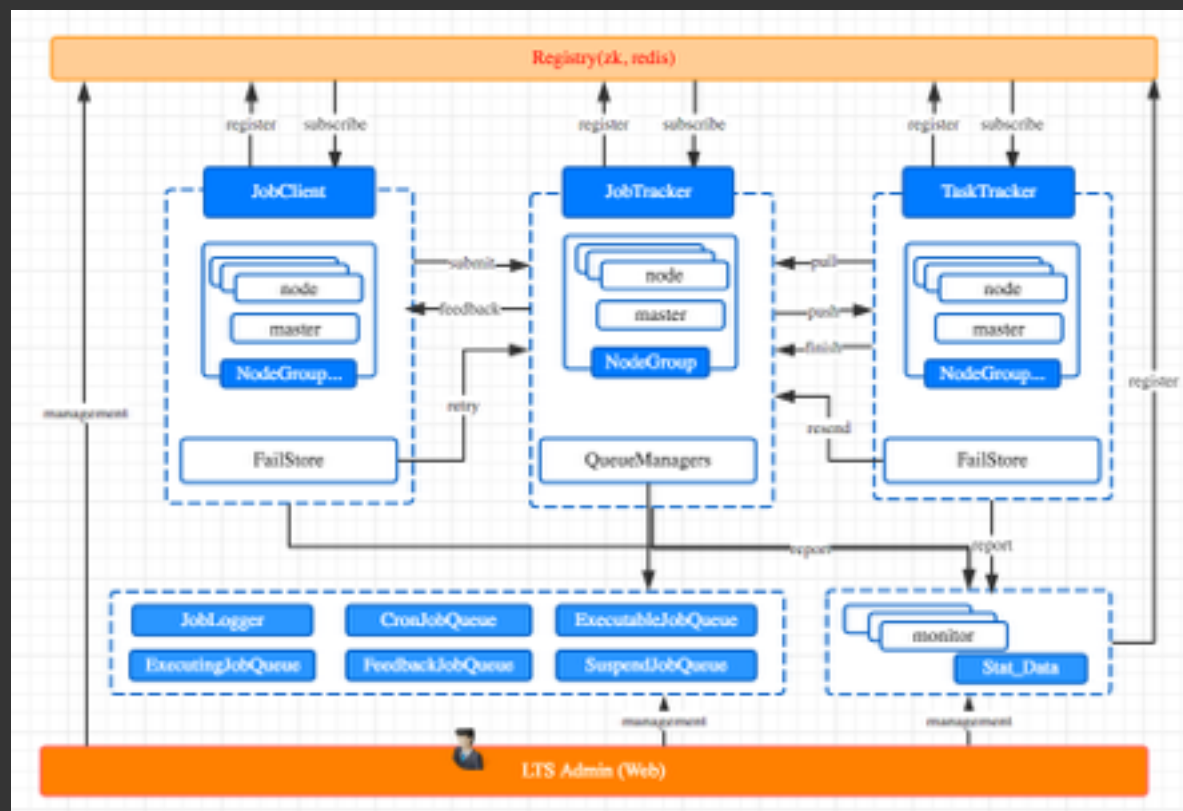 Registry(zk, redis)
register
subscribe
register
subscribe
register
subscribe
JobClient
JobTracker
TaskTracker
node
master
NodeGroup...
submit
feedback
retry
node
master
NodeGroup
pull
push
finish
resend
node
master
NodeGroup...
management
register
FailStore
QueueManagers
FailStore
report
report
JobLogger
CronJobQueue
ExecutableJobQueue
ExecutingJobQueue
FeedbackJobQueue
SuspendJobQueue
monitor
Stat_Data
management
management
LTS Admin (Web)